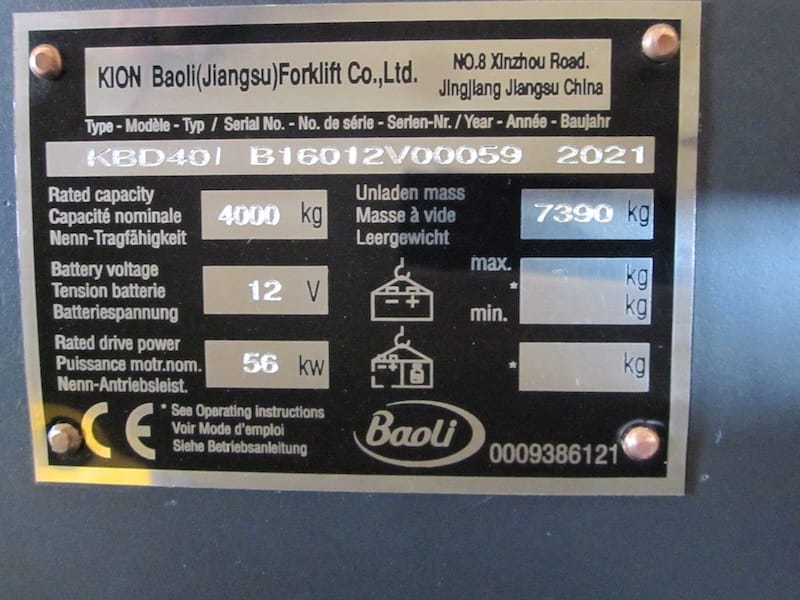 KION Baoli(Jiangsu)Forklift Co.,Ltd.
NO.8 Xinzhou Road.
Jingjiang Jiangsu China
Type - Modèle - Typ / Serial No. - No. de série - Serien-Nr. / Year - Année - Baujahr
KBD40/ B16012V00059 2021
Rated capacity
Capacité nominale
Nenn-Tragfähigkeit
4000 kg
Unladen mass
Masse à vide
Leergewicht
7390 kg
Battery voltage
Tension batterie
Batteriespannung
12 V
max. kg
*
min. kg
Rated drive power
Puissance motr.nom.
Nenn-Antriebsleist.
56 kw
* kg
CE
* See Operating instructions
Voir Mode d'emploi
Siehe Betriebsanleitung
Baoli
0009386121